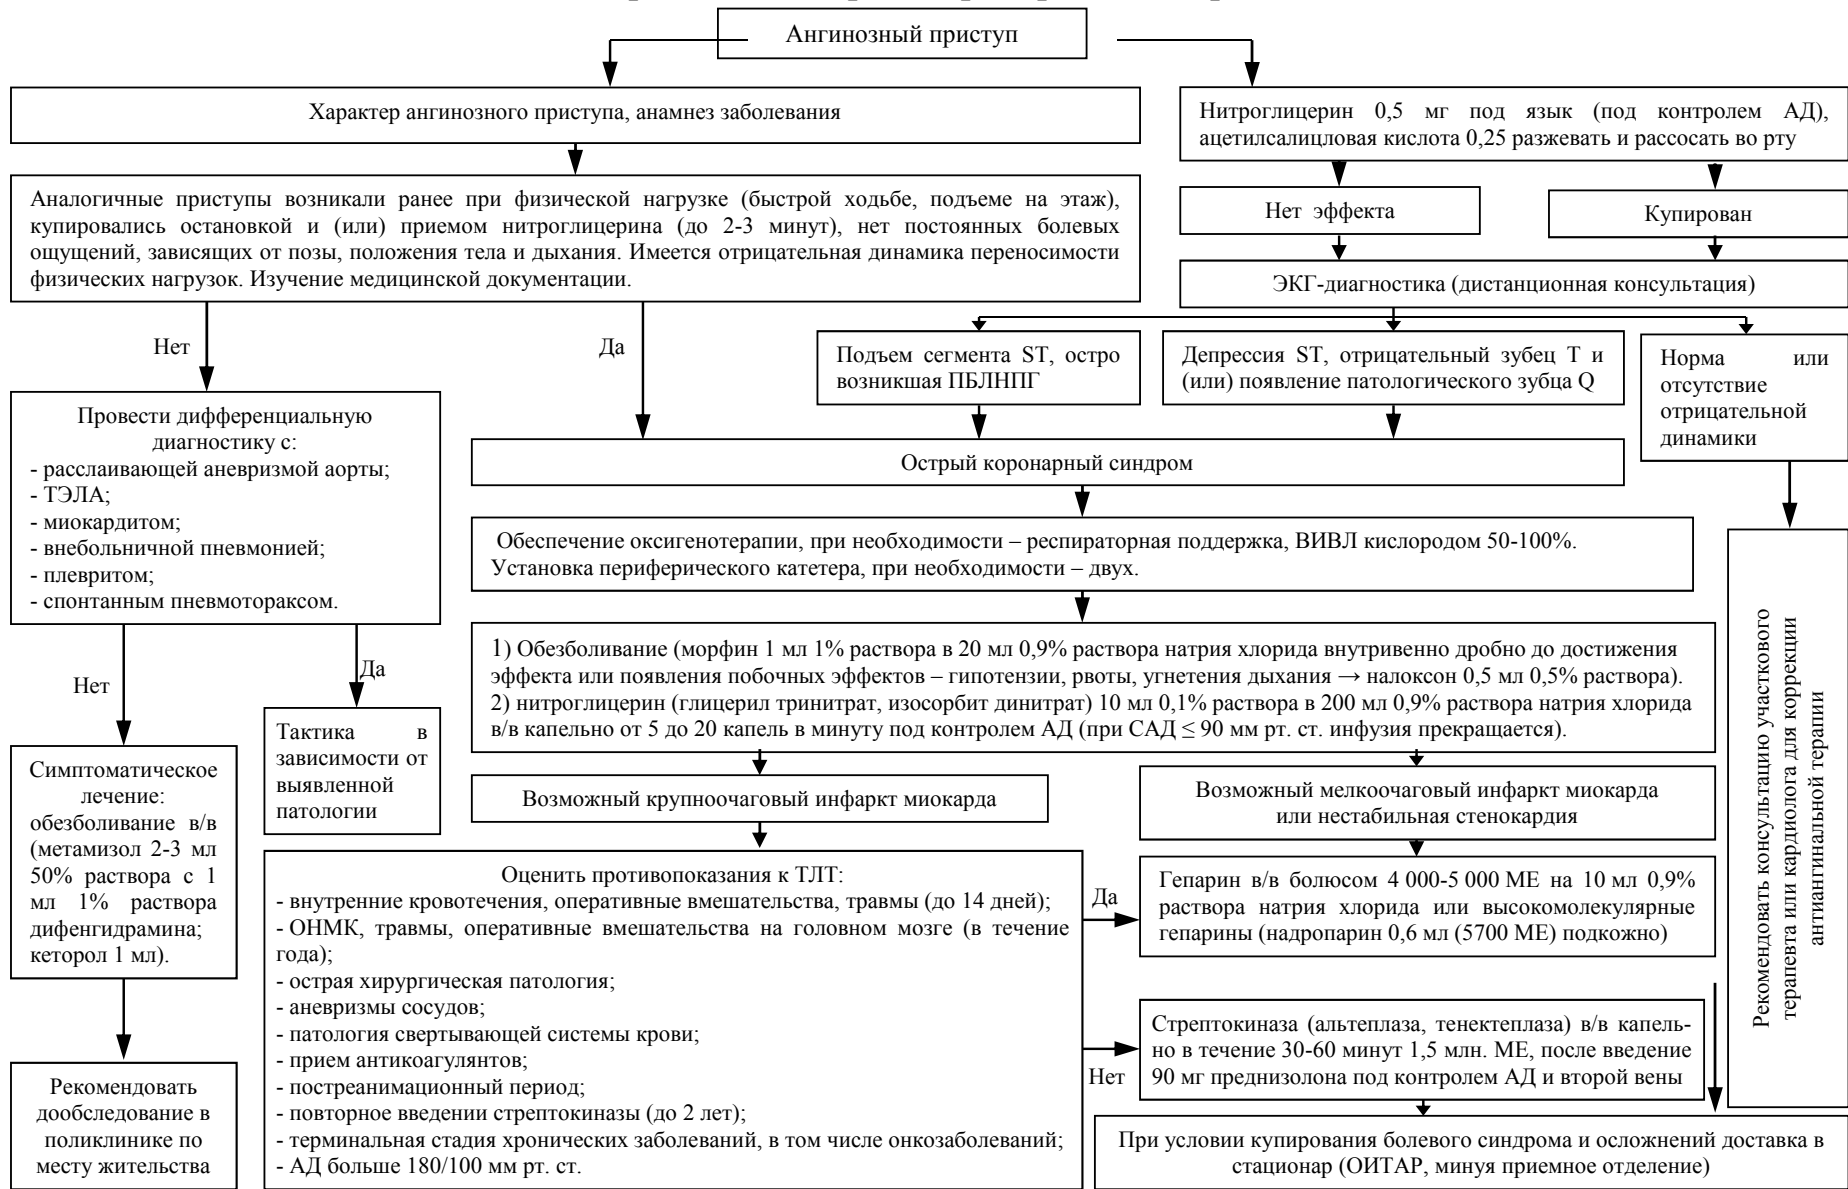 Ангинозный приступ
Характер ангинозного приступа, анамнез заболевания
Нитроглицерин 0,5 мг под язык (под контролем АД),
ацетилсалицловая кислота 0,25 разжевать и рассосать во рту
Аналогичные приступы возникали ранее при физической нагрузке (быстрой ходьбе, подъеме на этаж),
купировались остановкой и (или) приемом нитроглицерина (до 2-3 минут), нет постоянных болевых
ощущений, зависящих от позы, положения тела и дыхания. Имеется отрицательная динамика переносимости
физических нагрузок. Изучение медицинской документации.
Нет эффекта
Купирован
ЭКГ-диагностика (дистанционная консультация)
Нет
Да
Подъем сегмента ST, остро
возникшая ПБЛНПГ
Депрессия ST, отрицательный зубец Т и
(или) появление патологического зубца Q
Норма или
отсутствие
отрицательной
динамики
Провести дифференциальную
диагностику с:
- расслаивающей аневризмой аорты;
- ТЭЛА;
- миокардитом;
- внебольничной пневмонией;
- плевритом;
- спонтанным пневмотораксом.
Острый коронарный синдром
Обеспечение оксигенотерапии, при необходимости – респираторная поддержка, ВИВЛ кислородом 50-100%.
Установка периферического катетера, при необходимости – двух.
1) Обезболивание (морфин 1 мл 1% раствора в 20 мл 0,9% раствора натрия хлорида внутривенно дробно до достижения
эффекта или появления побочных эффектов – гипотензии, рвоты, угнетения дыхания → налоксон 0,5 мл 0,5% раствора).
2) нитроглицерин (глицерил тринитрат, изосорбит динитрат) 10 мл 0,1% раствора в 200 мл 0,9% раствора натрия хлорида
в/в капельно от 5 до 20 капель в минуту под контролем АД (при САД ≤ 90 мм рт. ст. инфузия прекращается).
Рекомендовать консультацию участкового
терапевта или кардиолога для коррекции
антиангинальной терапии
Нет
Да
Симптоматическое
лечение:
обезболивание в/в
(метамизол 2-3 мл
50% раствора с 1
мл 1% раствора
дифенгидрамина;
кеторол 1 мл).
Тактика в
зависимости от
выявленной
патологии
Возможный крупноочаговый инфаркт миокарда
Возможный мелкоочаговый инфаркт миокарда
или нестабильная стенокардия
Оценить противопоказания к ТЛТ:
- внутренние кровотечения, оперативные вмешательства, травмы (до 14 дней);
- ОНМК, травмы, оперативные вмешательства на головном мозге (в течение
года);
- острая хирургическая патология;
- аневризмы сосудов;
- патология свертывающей системы крови;
- прием антикоагулянтов;
- постреанимационный период;
- повторное введении стрептокиназы (до 2 лет);
- терминальная стадия хронических заболеваний, в том числе онкозаболеваний;
- АД больше 180/100 мм рт. ст.
Да
Гепарин в/в болюсом 4 000-5 000 МЕ на 10 мл 0,9%
раствора натрия хлорида или высокомолекулярные
гепарины (надропарин 0,6 мл (5700 МЕ) подкожно)
Нет
Стрептокиназа (альтеплаза, тенектеплаза) в/в капель-
но в течение 30-60 минут 1,5 млн. МЕ, после введение
90 мг преднизолона под контролем АД и второй вены
Рекомендовать
дообследование в
поликлинике по
месту жительства
При условии купирования болевого синдрома и осложнений доставка в
стационар (ОИТАР, минуя приемное отделение)